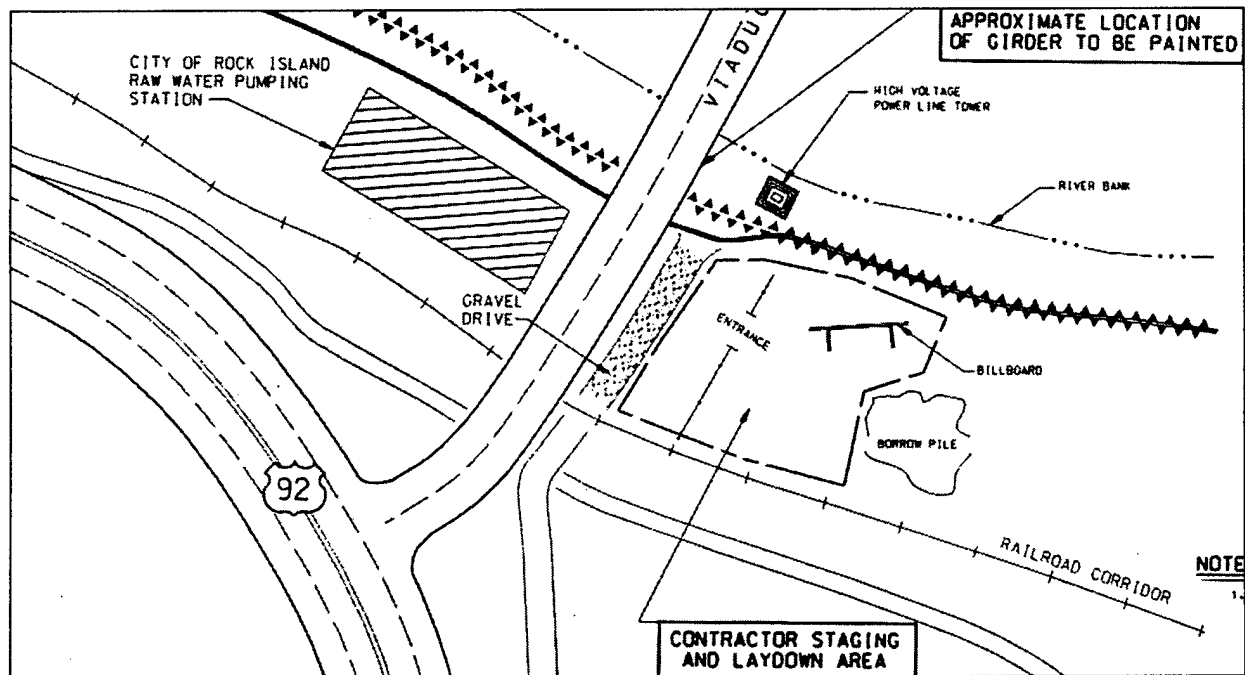 APPROXIMATE LOCATION
OF GIRDER TO BE PAINTED
CITY OF ROCK ISLAND
RAW WATER PUMPING
STATION
VIADUC
HIGH VOLTAGE
POWER LINE TOWER
RIVER BANK
GRAVEL
DRIVE
ENTRANCE
BILLBOARD
BORROW PILE
92
RAILROAD CORRIDOR
NOTE
1.
CONTRACTOR STAGING
AND LAYDOWN AREA